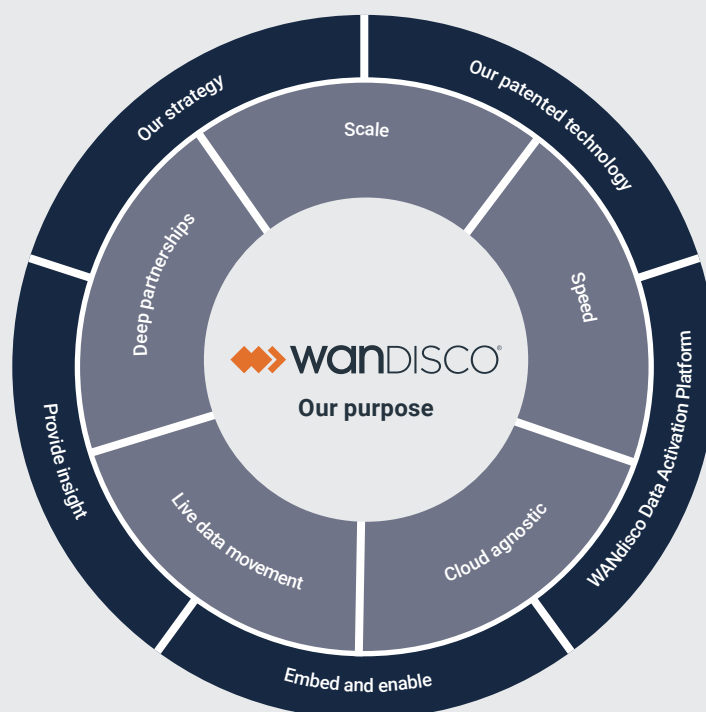 Our strategy
Our patented technology
WANdisco Data Activation Platform
Embed and enable
Provide insight
Scale
Speed
Cloud agnostic
Live data movement
Deep partnerships
wanDISCO®
Our purpose